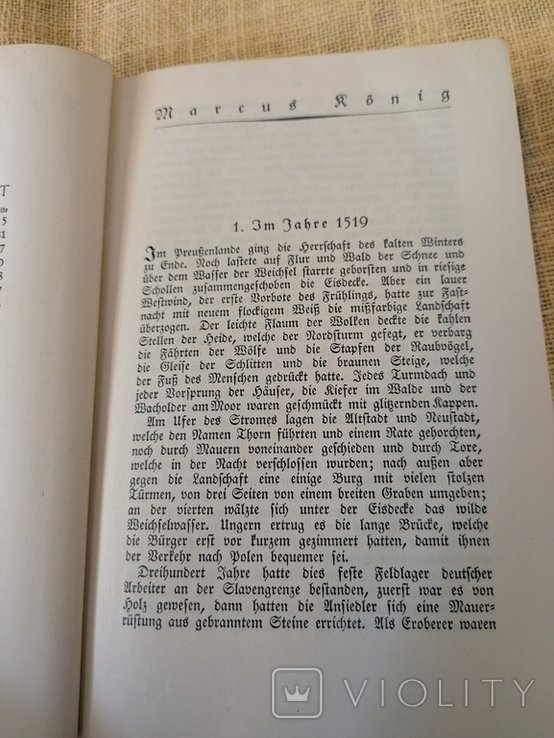 T
5
21
7
9
8
7
8
Marcus König
1. Im Jahre 1519
Im Preußenlande ging die Herrschaft des kalten Winters
zu Ende. Noch lastete auf Flur und Wald der Schnee und
über dem Wasser der Weichsel starrte geborsten und in riesige
Schollen zusammengeschoben die Eisdecke. Aber ein lauer
Westwind, der erste Vorbote des Frühlings, hatte zur Fast-
nacht mit neuem flockigem Weiß die mißfarbige Landschaft
überzogen. Der leichte Flaum der Wolken deckte die kahlen
Stellen der Heide, welche der Nordsturm gefegt, er verbarg
die Fährten der Wölfe und die Stapfen der Raubvögel,
die Gleise der Schlitten und die braunen Steige, welche
der Fuß des Menschen gedrückt hatte. Jedes Turmdach und
jeder Vorsprung der Häuser, die Kiefer im Walde und der
Wacholder am Moor waren geschmückt mit glitzernden Kappen.
Am Ufer des Stromes lagen die Altstadt und Neustadt,
welche den Namen Thorn führten und einem Rate gehorchten,
noch durch Mauern voneinander geschieden und durch Tore,
welche in der Nacht verschlossen wurden; nach außen aber
gegen die Landschaft eine einige Burg mit vielen stolzen
Türmen, von drei Seiten von einem breiten Graben umgeben;
an der vierten wälzte sich unter der Eisdecke das wilde
Weichselwasser. Ungern ertrug es die lange Brücke, welche
die Bürger erst vor kurzem gezimmert hatten, damit ihnen
der Verkehr nach Polen bequemer sei.
Dreihundert Jahre hatte dies feste Feldlager deutscher
Arbeiter an der Slavengrenze bestanden, zuerst war es von
Holz gewesen, dann hatten die Ansiedler sich eine Mauer-
rüstung aus gebranntem Steine errichtet. Als Eroberer waren
VIOLITY